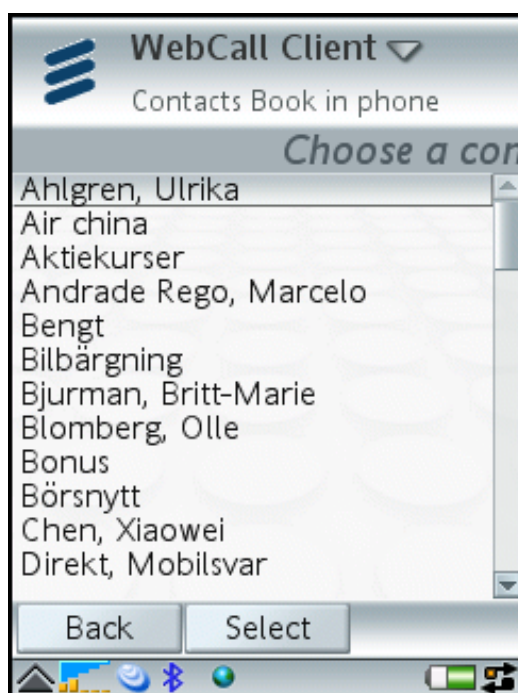 WebCall Client
Contacts Book in phone
Choose a con
Ahlgren, Ulrika
Air china
Aktiekurser
Andrade Rego, Marcelo
Bengt
Bilbärgning
Bjurman, Britt-Marie
Blomberg, Olle
Bonus
Börsnytt
Chen, Xiaowei
Direkt, Mobilsvar
Back Select